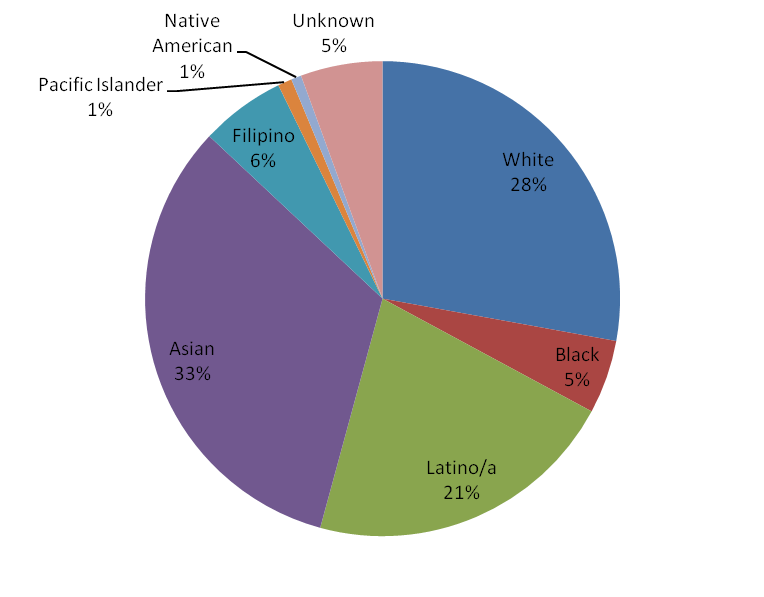 Native
American
1%
Unknown
5%
Pacific Islander
1%
Filipino
6%
White
28%
Asian
33%
Black
5%
Latino/a
21%